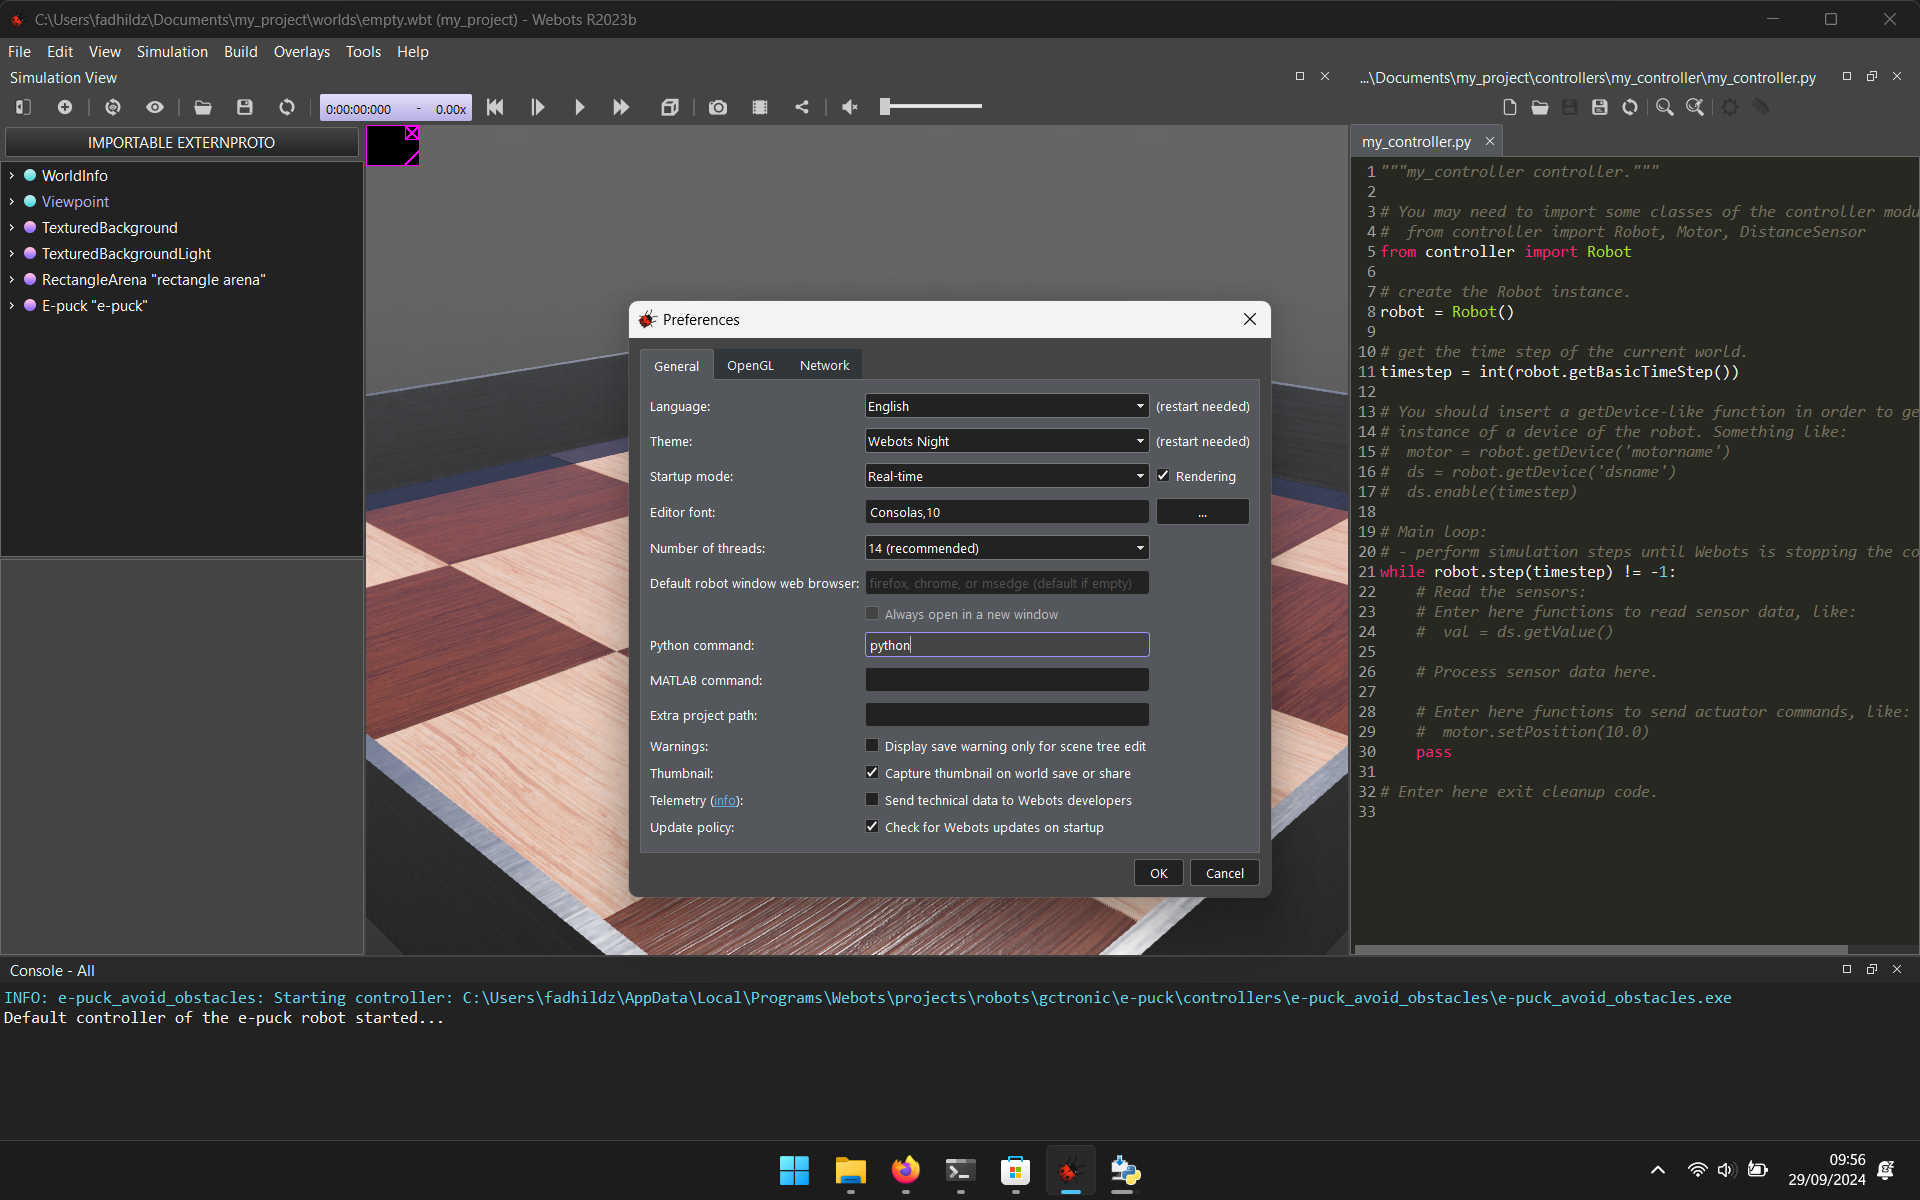 C:\Users\fadhildz\Documents\my_project\worlds\empty.wbt (my_project) - Webots R2023b
File Edit View Simulation Build Overlays Tools Help
Simulation View
...\Documents\my_project\controllers\my_controller\my_controller.py
0:00:00:000 - 0.00x
IMPORTABLE EXTERNPROTO
WorldInfo
Viewpoint
TexturedBackground
TexturedBackgroundLight
RectangleArena "rectangle arena"
E-puck "e-puck"
Preferences
General OpenGL Network
Language: English (restart needed)
Theme: Webots Night (restart needed)
Startup mode: Real-time Rendering
Editor font: Consolas,10 ...
Number of threads: 14 (recommended)
Default robot window web browser: firefox, chrome, or msedge (default if empty)
Always open in a new window
Python command: python
MATLAB command:
Extra project path:
Warnings: Display save warning only for scene tree edit
Thumbnail: Capture thumbnail on world save or share
Telemetry (info): Send technical data to Webots developers
Update policy: Check for Webots updates on startup
OK Cancel
my_controller.py
1 """my_controller controller."""
2
3 # You may need to import some classes of the controller modu
4 #  from controller import Robot, Motor, DistanceSensor
5 from controller import Robot
6
7 # create the Robot instance.
8 robot = Robot()
9
10 # get the time step of the current world.
11 timestep = int(robot.getBasicTimeStep())
12
13 # You should insert a getDevice-like function in order to ge
14 # instance of a device of the robot. Something like:
15 #  motor = robot.getDevice('motorname')
16 #  ds = robot.getDevice('dsname')
17 #  ds.enable(timestep)
18
19 # Main loop:
20 # - perform simulation steps until Webots is stopping the co
21 while robot.step(timestep) != -1:
22     # Read the sensors:
23     # Enter here functions to read sensor data, like:
24     #  val = ds.getValue()
25
26     # Process sensor data here.
27
28     # Enter here functions to send actuator commands, like:
29     #  motor.setPosition(10.0)
30     pass
31
32 # Enter here exit cleanup code.
33
Console - All
INFO: e-puck_avoid_obstacles: Starting controller: C:\Users\fadhildz\AppData\Local\Programs\Webots\projects\robots\gctronic\e-puck\controllers\e-puck_avoid_obstacles\e-puck_avoid_obstacles.exe
Default controller of the e-puck robot started...
09:56
29/09/2024